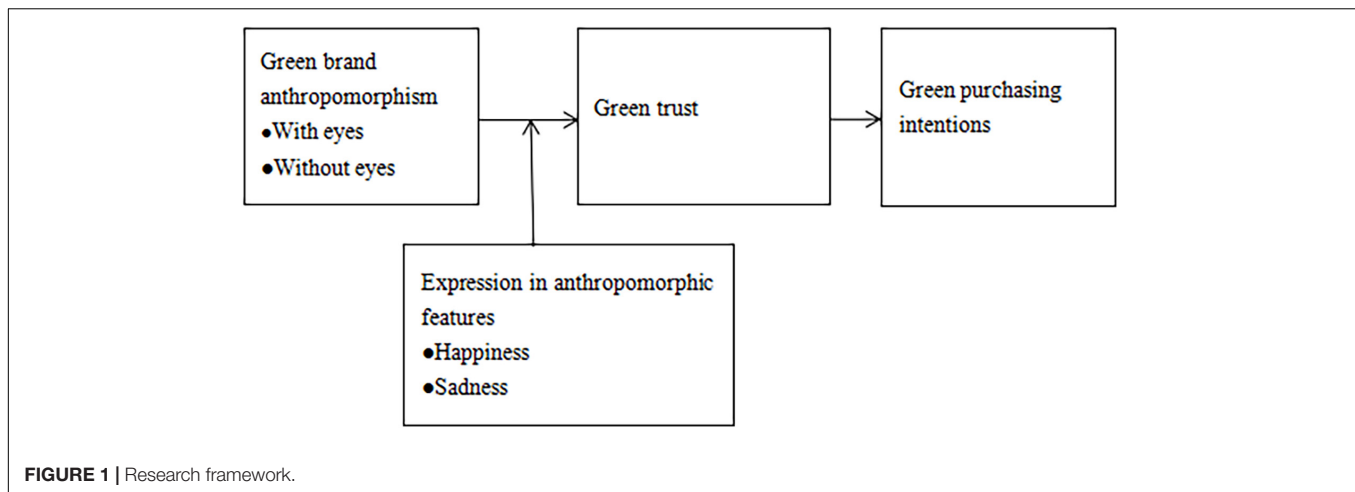 Green brand
anthropomorphism
●With eyes
●Without eyes
Green trust
Green purchasing
intentions
Expression in anthropomorphic
features
●Happiness
●Sadness
FIGURE 1 | Research framework.